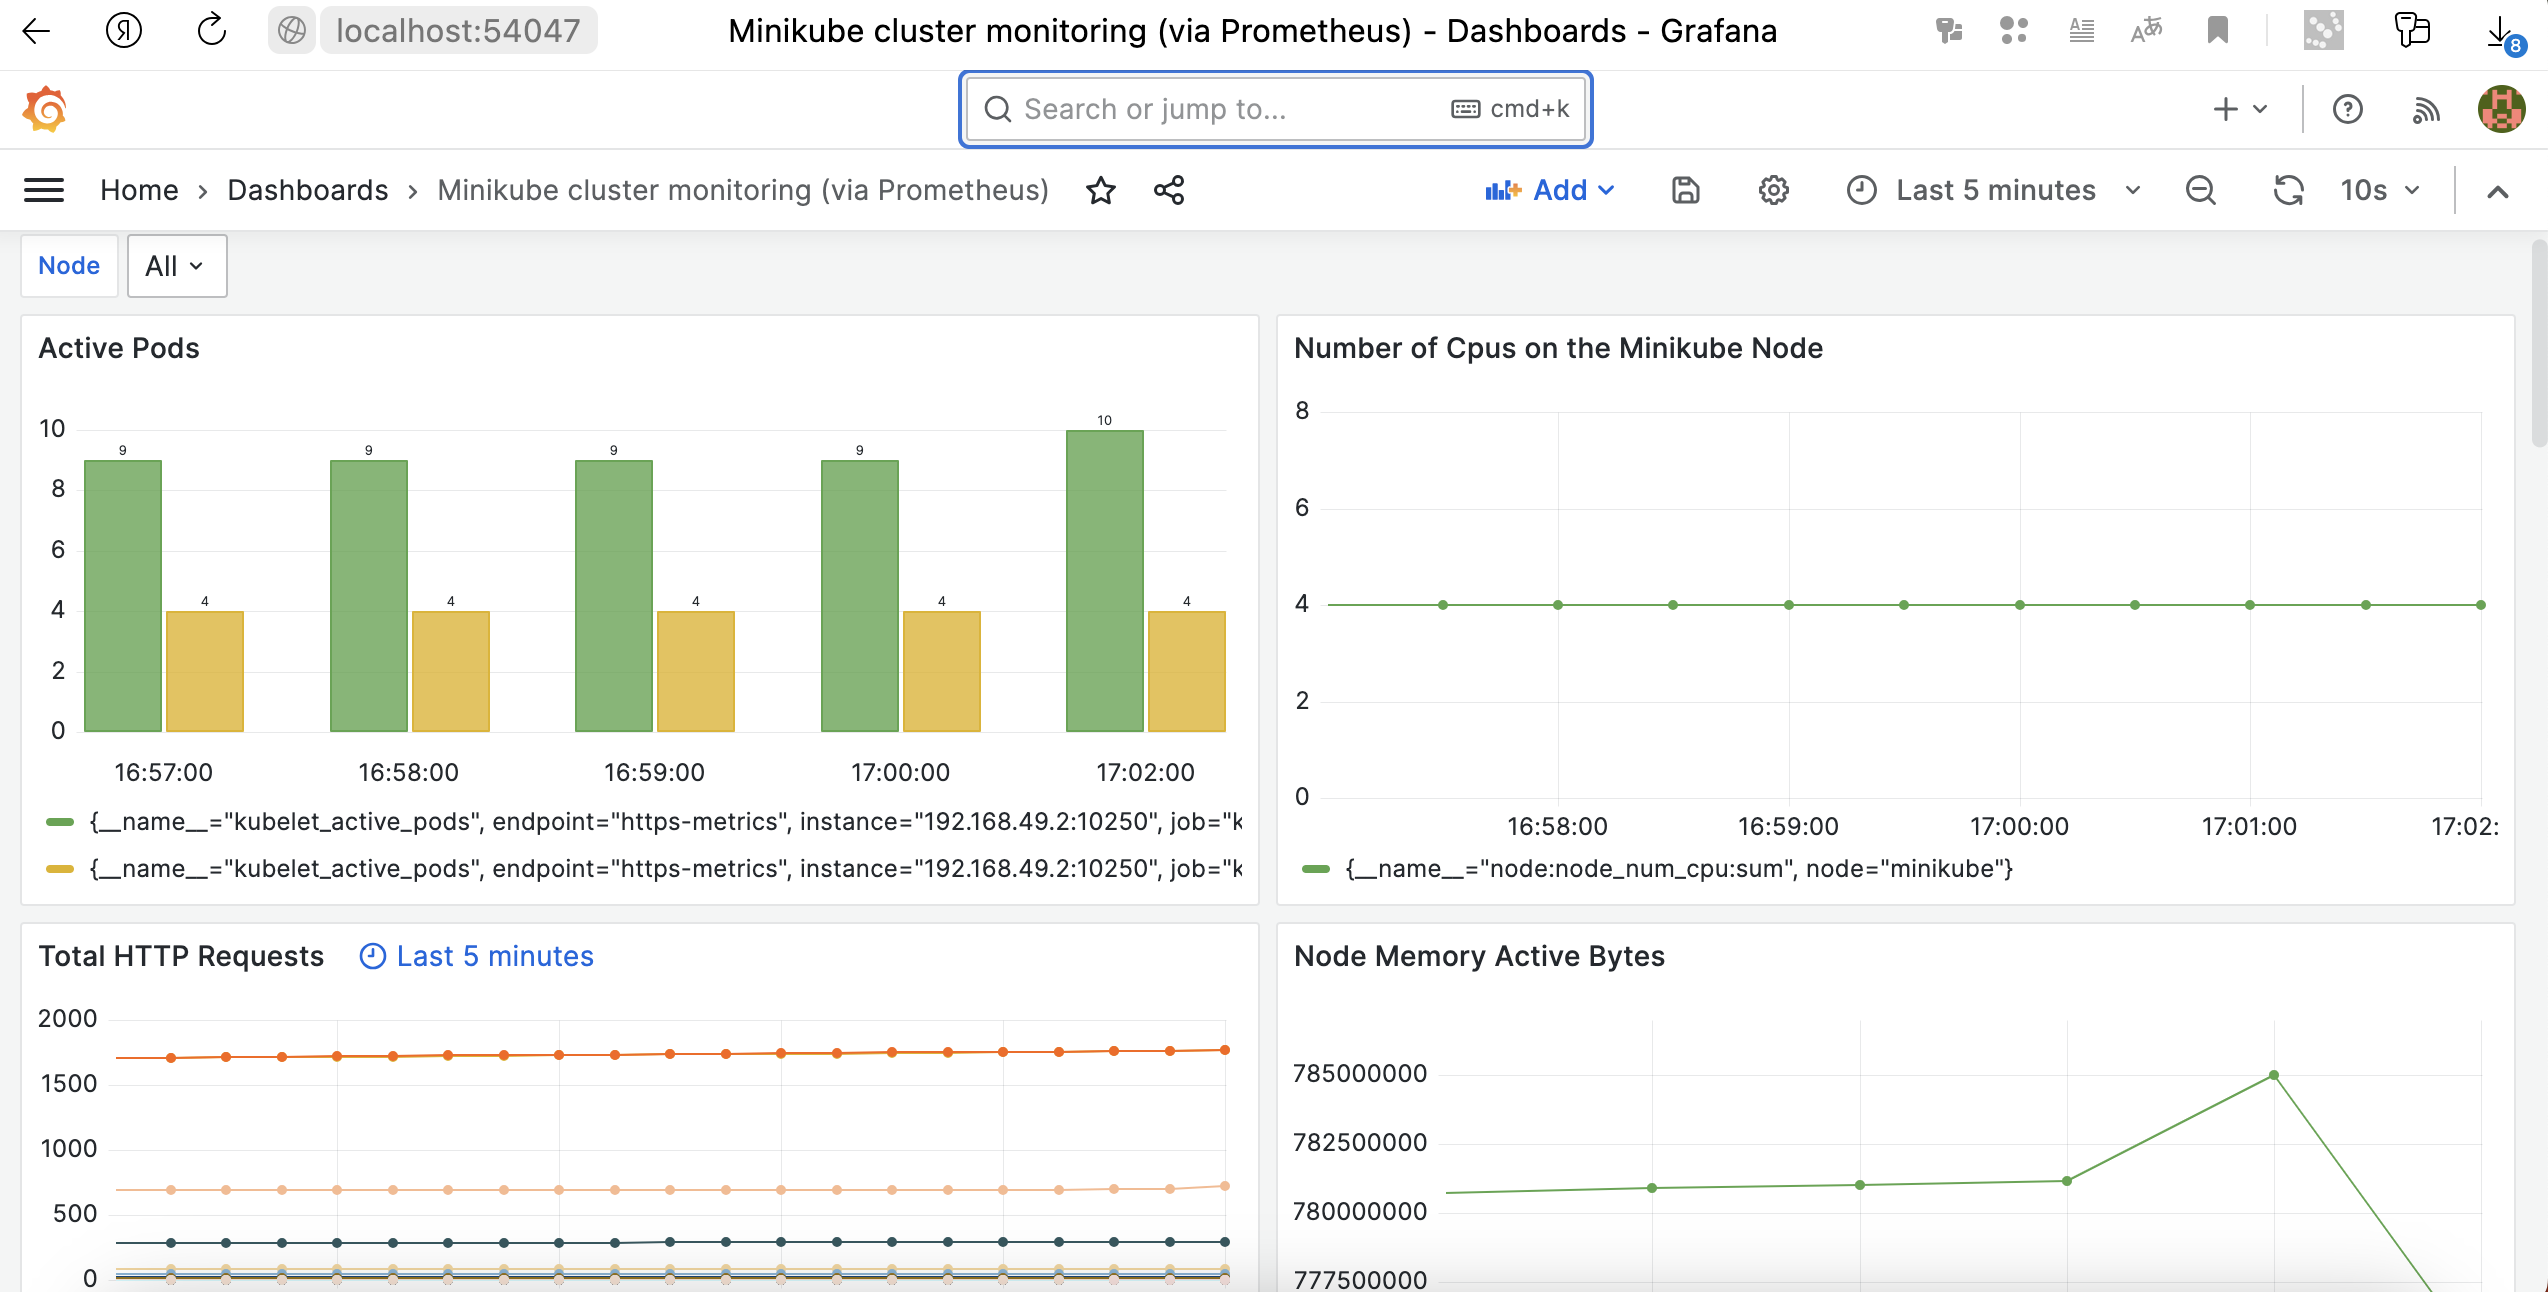 Я localhost:54047 Minikube cluster monitoring (via Prometheus) - Dashboards - Grafana 8
Search or jump to... cmd+k
Home › Dashboards › Minikube cluster monitoring (via Prometheus) Add Last 5 minutes 10s
Node All
Active Pods
10
8
6
4
2
0
9 4 9 4 9 4 9 4 10 4
16:57:00 16:58:00 16:59:00 17:00:00 17:02:00
{__name__="kubelet_active_pods", endpoint="https-metrics", instance="192.168.49.2:10250", job="k
{__name__="kubelet_active_pods", endpoint="https-metrics", instance="192.168.49.2:10250", job="k
Number of Cpus on the Minikube Node
8
6
4
2
0
16:58:00 16:59:00 17:00:00 17:01:00 17:02:
{__name__="node:node_num_cpu:sum", node="minikube"}
Total HTTP Requests Last 5 minutes
2000
1500
1000
500
0
Node Memory Active Bytes
785000000
782500000
780000000
777500000